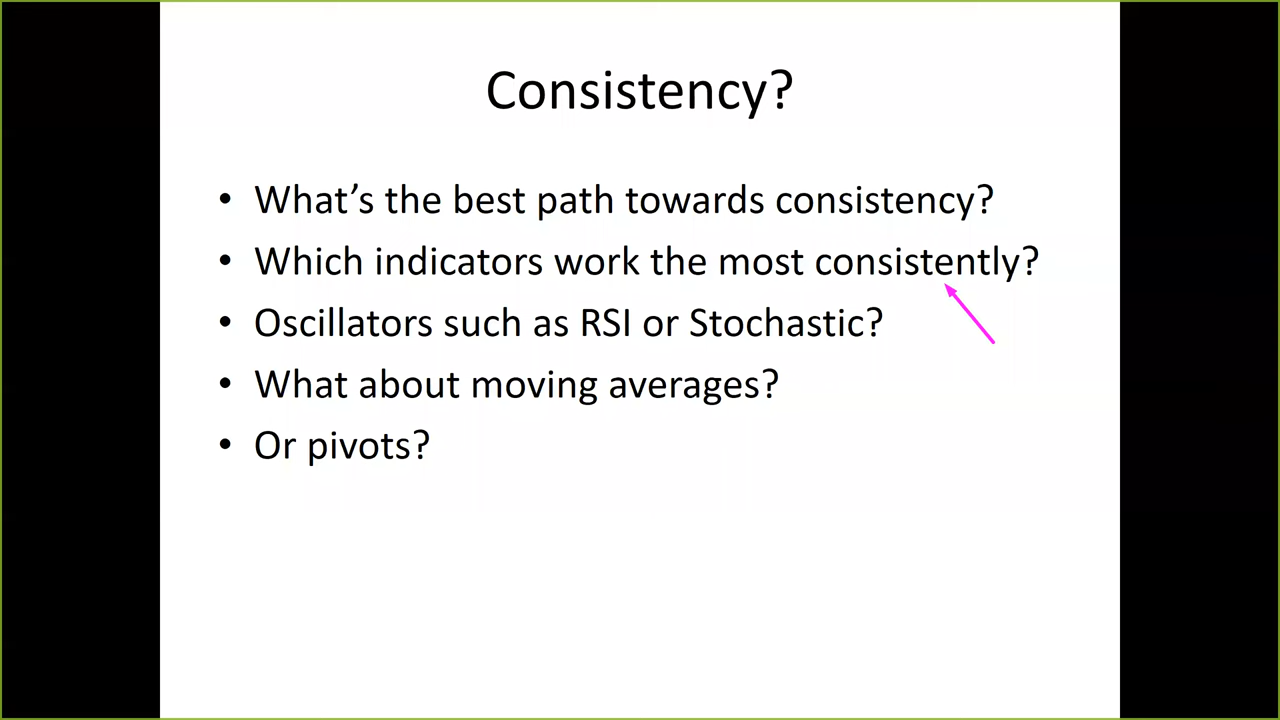 Consistency?
• What’s the best path towards consistency?
• Which indicators work the most consistently?
• Oscillators such as RSI or Stochastic?
• What about moving averages?
• Or pivots?